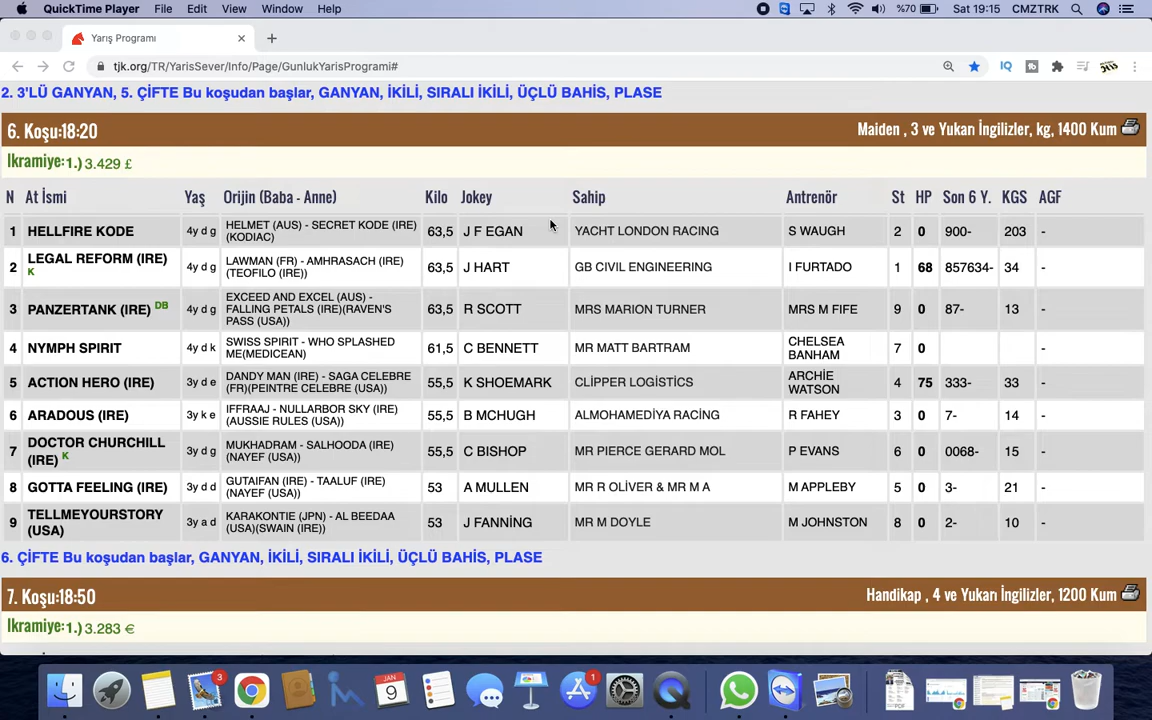 QuickTime Player File Edit View Window Help %70 Sat 19:15 CMZTRK
Yarış Programı
tjk.org/TR/YarisSever/Info/Page/GunlukYarisProgrami#
2. 3'LÜ GANYAN, 5. ÇİFTE Bu koşudan başlar, GANYAN, İKİLİ, SIRALI İKİLİ, ÜÇLÜ BAHİS, PLASE
6. Koşu:18:20 Maiden , 3 ve Yukarı İngilizler, kg, 1400 Kum
Ikramiye:1.) 3.429 £
N At İsmi Yaş Orijin (Baba - Anne) Kilo Jokey Sahip Antrenör St HP Son 6 Y. KGS AGF
1 HELLFIRE KODE 4y d g HELMET (AUS) - SECRET KODE (IRE) (KODIAC) 63,5 J F EGAN YACHT LONDON RACING S WAUGH 2 0 900- 203 -
2 LEGAL REFORM (IRE) K 4y d g LAWMAN (FR) - AMHRASACH (IRE) (TEOFILO (IRE)) 63,5 J HART GB CIVIL ENGINEERING I FURTADO 1 68 857634- 34 -
3 PANZERTANK (IRE) DB 4y d g EXCEED AND EXCEL (AUS) - FALLING PETALS (IRE)(RAVEN'S PASS (USA)) 63,5 R SCOTT MRS MARION TURNER MRS M FIFE 9 0 87- 13 -
4 NYMPH SPIRIT 4y d k SWISS SPIRIT - WHO SPLASHED ME(MEDICEAN) 61,5 C BENNETT MR MATT BARTRAM CHELSEA BANHAM 7 0 -
5 ACTION HERO (IRE) 3y d e DANDY MAN (IRE) - SAGA CELEBRE (FR)(PEINTRE CELEBRE (USA)) 55,5 K SHOEMARK CLİPPER LOGİSTİCS ARCHİE WATSON 4 75 333- 33 -
6 ARADOUS (IRE) 3y k e IFFRAAJ - NULLARBOR SKY (IRE) (AUSSIE RULES (USA)) 55,5 B MCHUGH ALMOHAMEDİYA RACİNG R FAHEY 3 0 7- 14 -
7 DOCTOR CHURCHILL (IRE) K 3y d g MUKHADRAM - SALHOODA (IRE) (NAYEF (USA)) 55,5 C BISHOP MR PIERCE GERARD MOL P EVANS 6 0 0068- 15 -
8 GOTTA FEELING (IRE) 3y d d GUTAIFAN (IRE) - TAALUF (IRE) (NAYEF (USA)) 53 A MULLEN MR R OLİVER & MR M A M APPLEBY 5 0 3- 21 -
9 TELLMEYOURSTORY (USA) 3y a d KARAKONTIE (JPN) - AL BEEDAA (USA)(SWAIN (IRE)) 53 J FANNİNG MR M DOYLE M JOHNSTON 8 0 2- 10 -
6. ÇİFTE Bu koşudan başlar, GANYAN, İKİLİ, SIRALI İKİLİ, ÜÇLÜ BAHİS, PLASE
7. Koşu:18:50 Handikap , 4 ve Yukarı İngilizler, 1200 Kum
Ikramiye:1.) 3.283 €
3 JAN 9 1